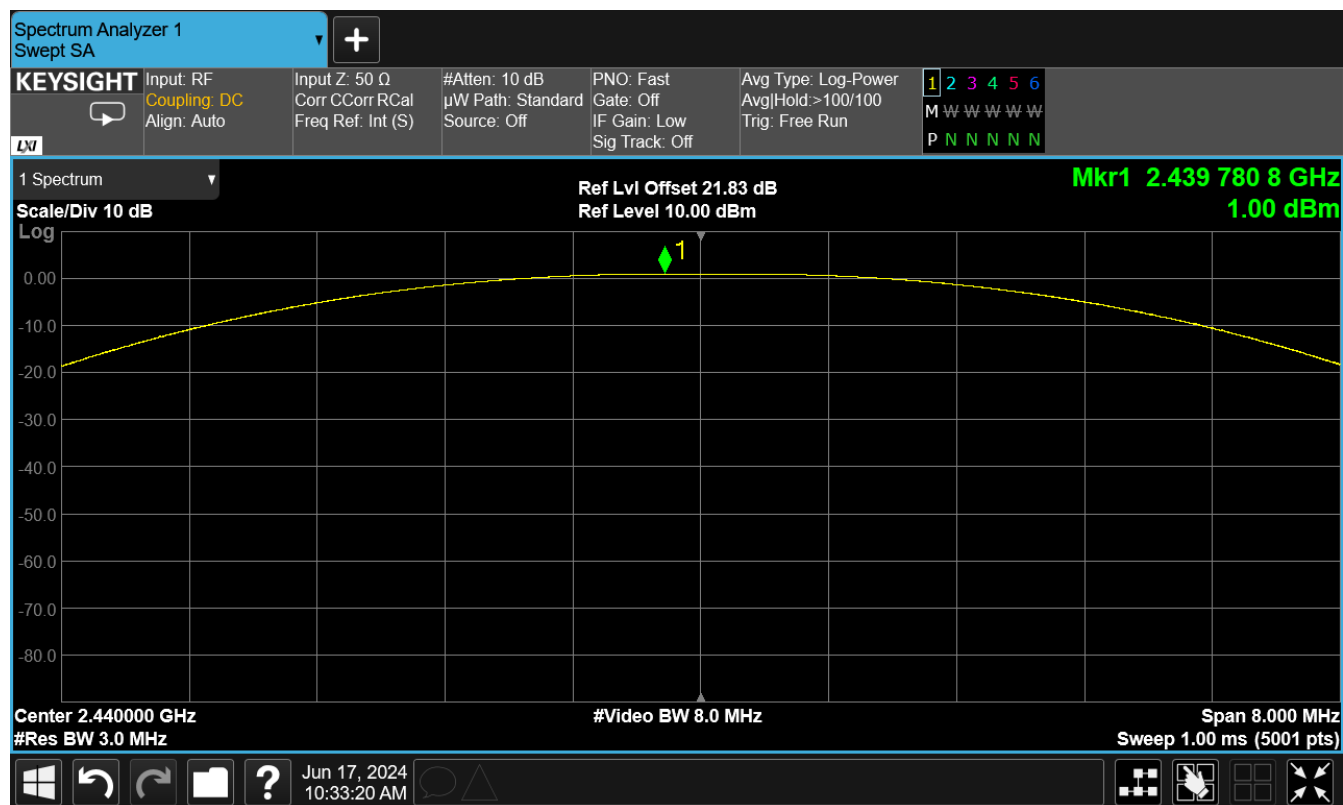 Spectrum Analyzer 1
Swept SA
KEYSIGHT
LXI
Input: RF
Coupling: DC
Align: Auto
Input Z: 50 Ω
Corr CCorr RCal
Freq Ref: Int (S)
#Atten: 10 dB
µW Path: Standard
Source: Off
PNO: Fast
Gate: Off
IF Gain: Low
Sig Track: Off
Avg Type: Log-Power
Avg|Hold:>100/100
Trig: Free Run
1 2 3 4 5 6
M W W W W W
P N N N N N
1 Spectrum
Scale/Div 10 dB
Log
Ref Lvl Offset 21.83 dB
Ref Level 10.00 dBm
Mkr1 2.439 780 8 GHz
1.00 dBm
1
0.00
-10.0
-20.0
-30.0
-40.0
-50.0
-60.0
-70.0
-80.0
Center 2.440000 GHz
#Res BW 3.0 MHz
#Video BW 8.0 MHz
Span 8.000 MHz
Sweep 1.00 ms (5001 pts)
?
Jun 17, 2024
10:33:20 AM